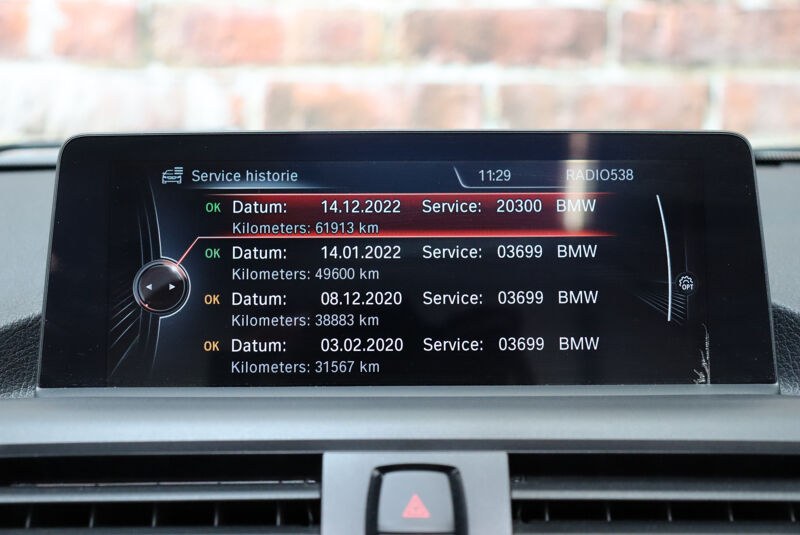 Service historie 11:29 RADIO538
OK Datum: 14.12.2022 Service: 20300 BMW
Kilometers: 61913 km
OK Datum: 14.01.2022 Service: 03699 BMW
Kilometers: 49600 km
OK Datum: 08.12.2020 Service: 03699 BMW
Kilometers: 38883 km
OK Datum: 03.02.2020 Service: 03699 BMW
Kilometers: 31567 km
OPT